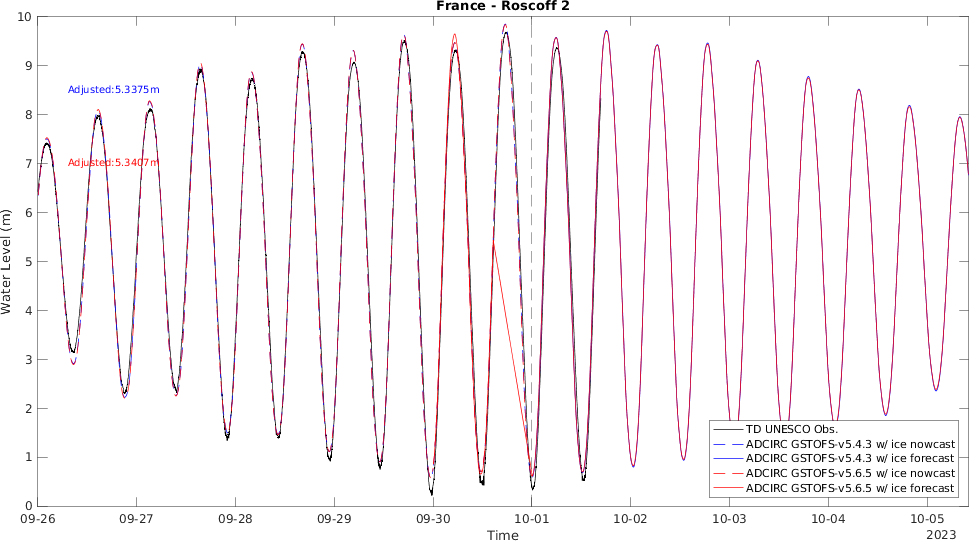 France - Roscoff 2
10
9
8
7
6
5
4
3
2
1
0
Water Level (m)
Adjusted:5.3375m
Adjusted:5.3407m
TD UNESCO Obs.
ADCIRC GSTOFS-v5.4.3 w/ ice nowcast
ADCIRC GSTOFS-v5.4.3 w/ ice forecast
ADCIRC GSTOFS-v5.6.5 w/ ice nowcast
ADCIRC GSTOFS-v5.6.5 w/ ice forecast
09-26 09-27 09-28 09-29 09-30 10-01 10-02 10-03 10-04 10-05
Time
2023